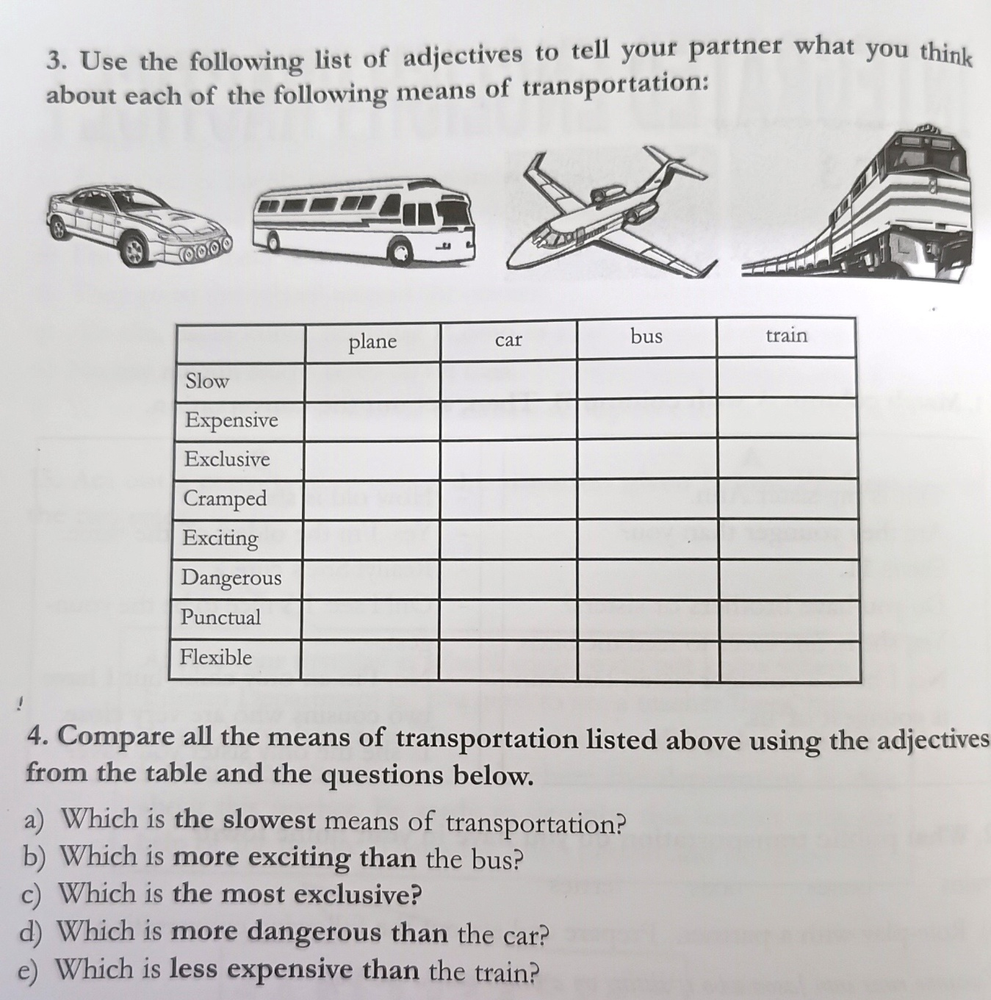 3. Use the following list of adjectives to tell your partner what you think
about each of the following means of transportation:
plane car bus train
Slow
Expensive
Exclusive
Cramped
Exciting
Dangerous
Punctual
Flexible
!
4. Compare all the means of transportation listed above using the adjectives
from the table and the questions below.
a) Which is the slowest means of transportation?
b) Which is more exciting than the bus?
c) Which is the most exclusive?
d) Which is more dangerous than the car?
e) Which is less expensive than the train?